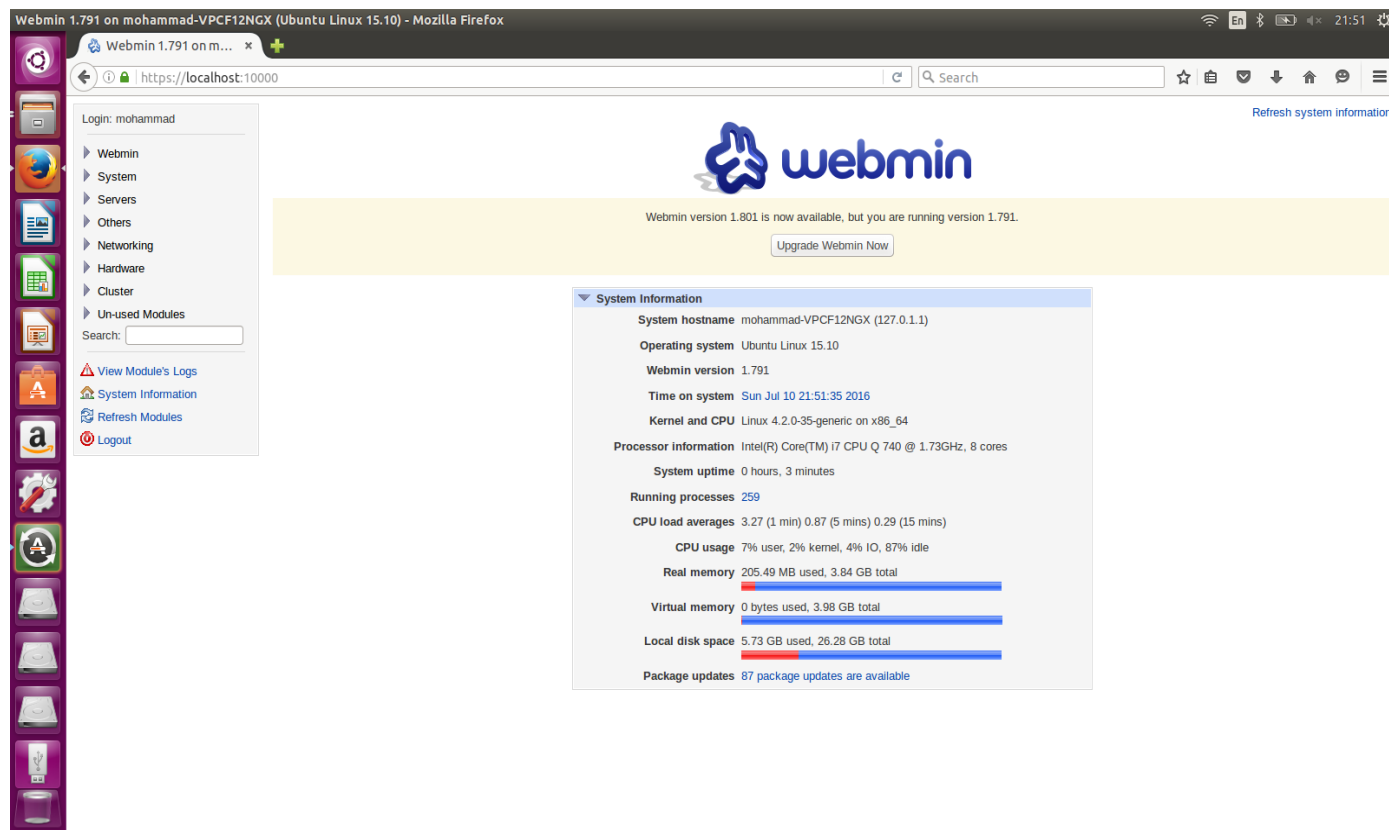 Webmin 1.791 on mohammad-VPCF12NGX (Ubuntu Linux 15.10) - Mozilla Firefox
En
21:51
Webmin 1.791 on m...
https://localhost:10000
Search
Login: mohammad
Webmin
System
Servers
Others
Networking
Hardware
Cluster
Un-used Modules
Search:
View Module's Logs
System Information
Refresh Modules
Logout
Refresh system information
webmin
Webmin version 1.801 is now available, but you are running version 1.791.
Upgrade Webmin Now
System Information
System hostname mohammad-VPCF12NGX (127.0.1.1)
Operating system Ubuntu Linux 15.10
Webmin version 1.791
Time on system Sun Jul 10 21:51:35 2016
Kernel and CPU Linux 4.2.0-35-generic on x86_64
Processor information Intel(R) Core(TM) i7 CPU Q 740 @ 1.73GHz, 8 cores
System uptime 0 hours, 3 minutes
Running processes 259
CPU load averages 3.27 (1 min) 0.87 (5 mins) 0.29 (15 mins)
CPU usage 7% user, 2% kernel, 4% IO, 87% idle
Real memory 205.49 MB used, 3.84 GB total
Virtual memory 0 bytes used, 3.98 GB total
Local disk space 5.73 GB used, 26.28 GB total
Package updates 87 package updates are available